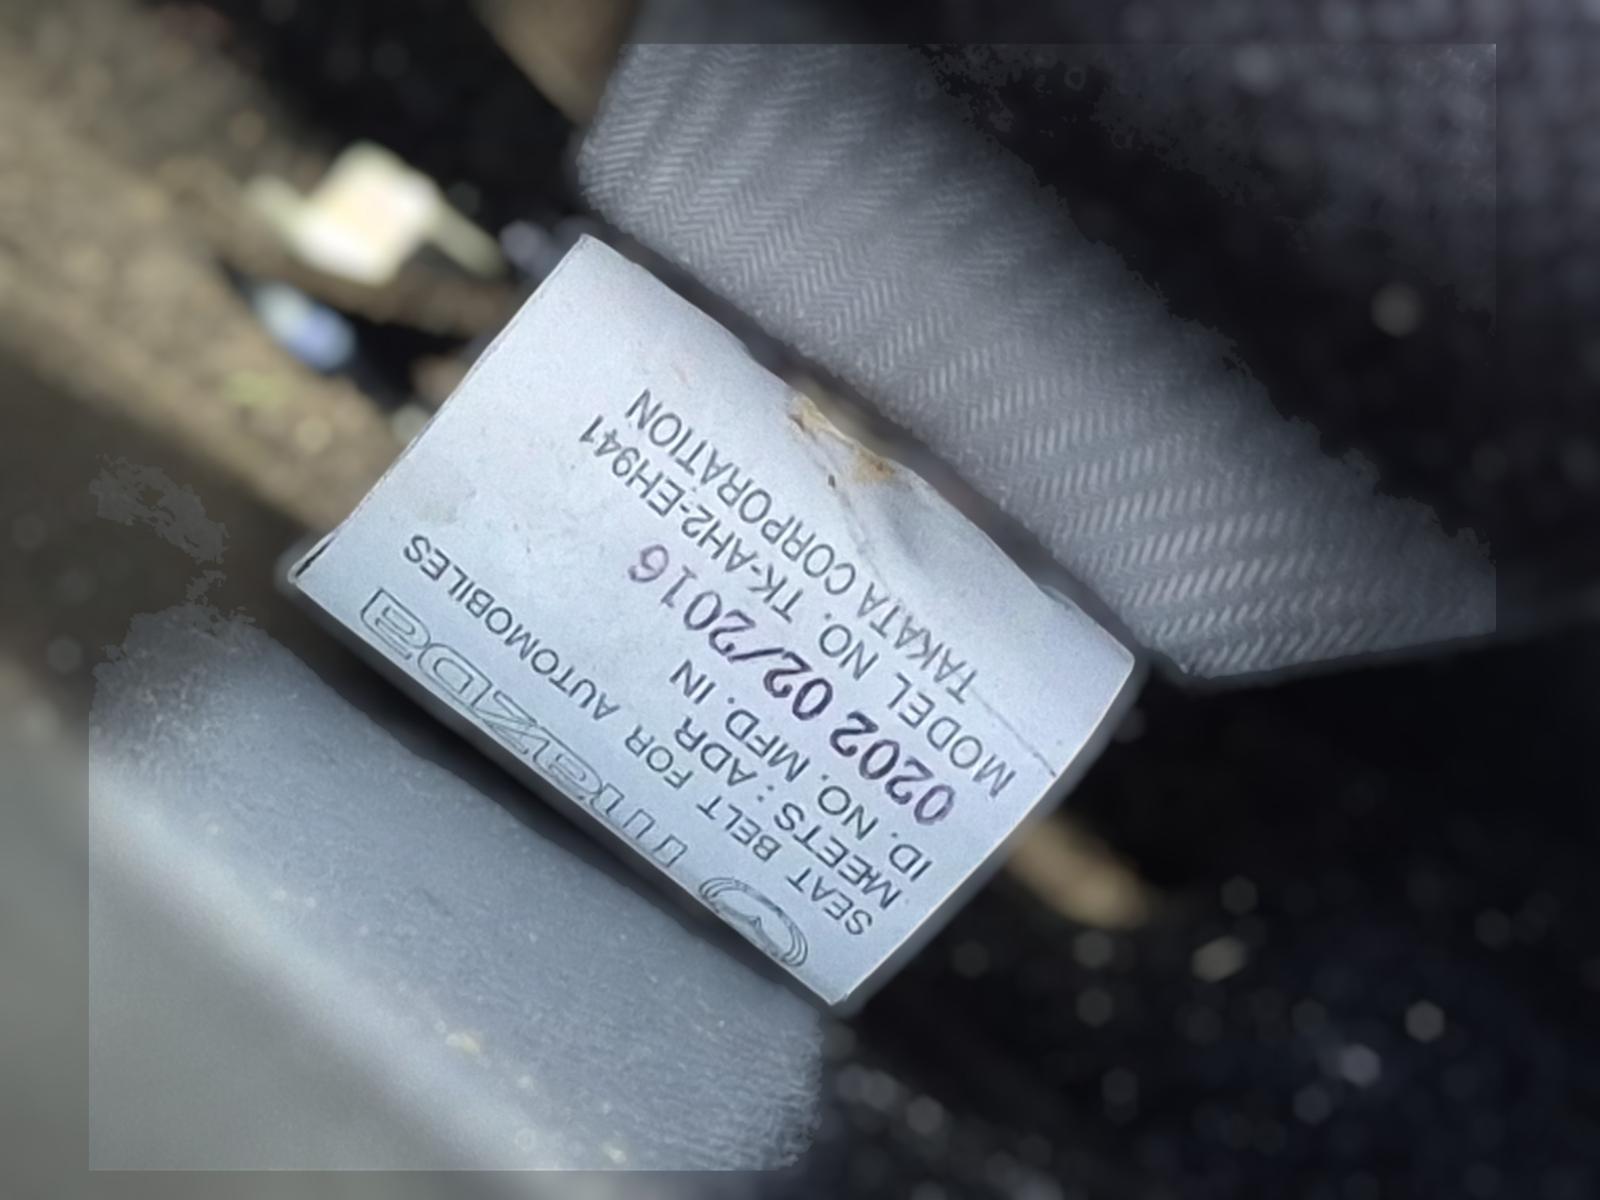 mazda
SEAT BELT FOR AUTOMOBILES
MEETS : ADR
ID. NO. MFD. IN
0202 02/2016
MODEL NO. TK-AH2-EH941
TAKATA CORPORATION